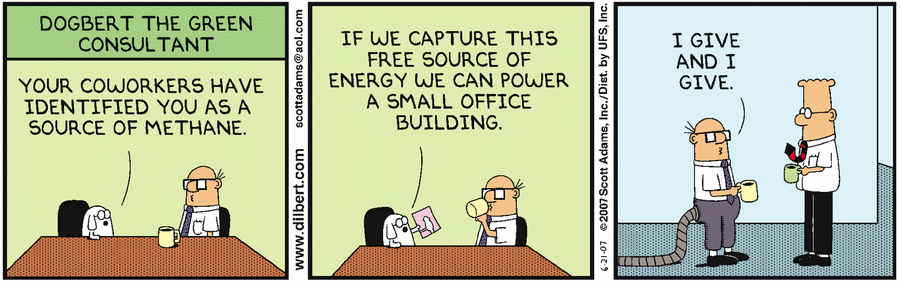 DOGBERT THE GREEN
CONSULTANT
YOUR COWORKERS HAVE
IDENTIFIED YOU AS A
SOURCE OF METHANE.
www.dilbert.com scottadams@aol.com
IF WE CAPTURE THIS
FREE SOURCE OF
ENERGY WE CAN POWER
A SMALL OFFICE
BUILDING.
6-21-07 ©2007 Scott Adams, Inc./Dist. by UFS, Inc.
I GIVE
AND I
GIVE.